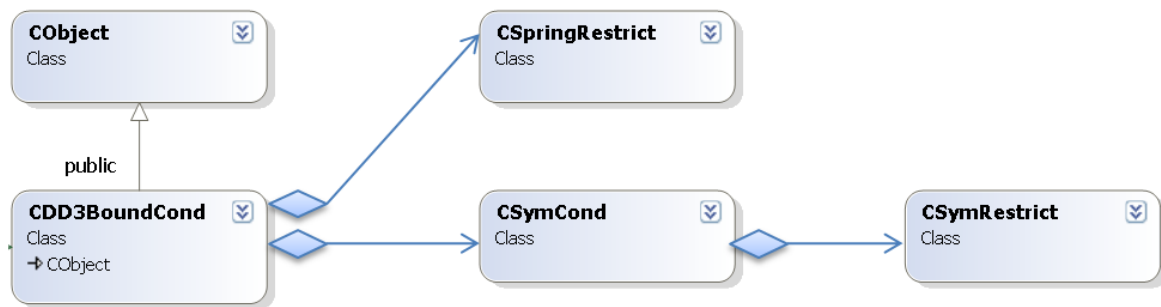 CObject
Class
CSpringRestrict
Class
public
CDD3BoundCond
Class
CObject
CSymCond
Class
CSymRestrict
Class